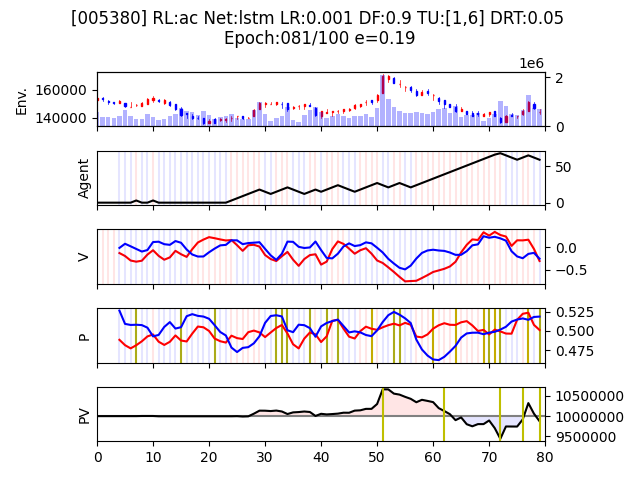 [005380] RL:ac Net:lstm LR:0.001 DF:0.9 TU:[1,6] DRT:0.05
Epoch:081/100 e=0.19
1e6
Env.
160000
140000
2
0
Agent
50
0
V
0.0
−0.5
P
0.525
0.500
0.475
PV
10500000
10000000
9500000
0 10 20 30 40 50 60 70 80